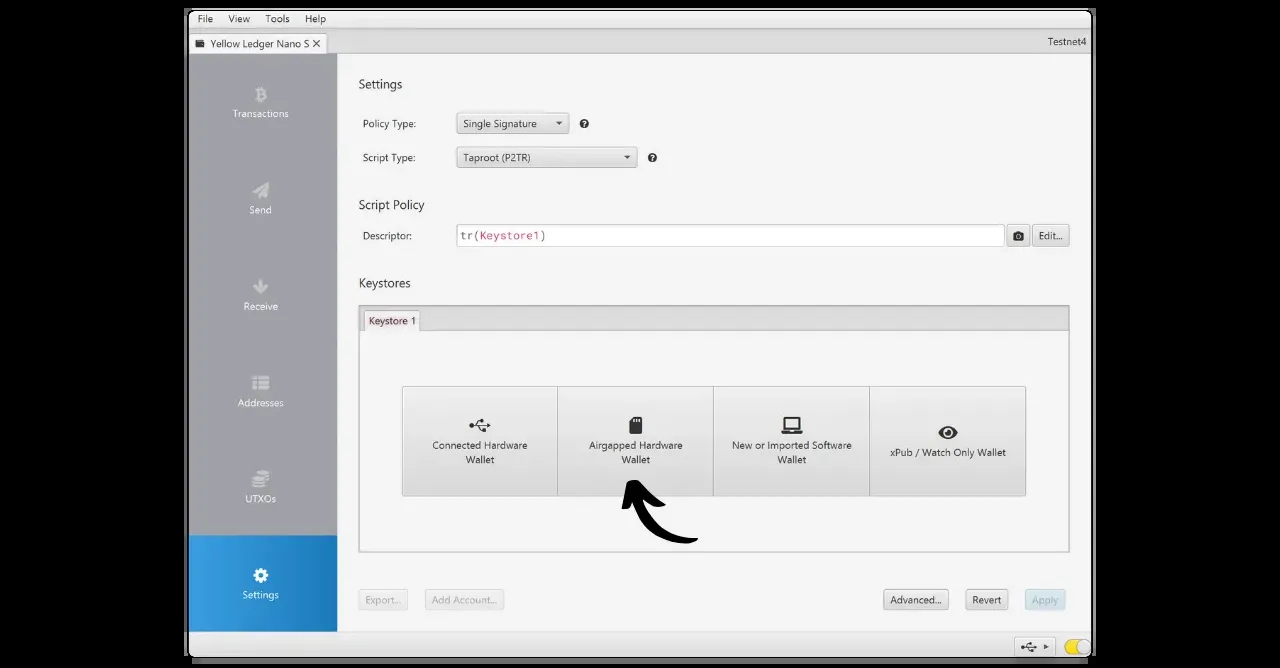 File View Tools Help
Yellow Ledger Nano S
Testnet4
Transactions
Send
Receive
Addresses
UTXOs
Settings
Settings
Policy Type: Single Signature
Script Type: Taproot (P2TR)
Script Policy
Descriptor: tr(Keystore1) Edit...
Keystores
Keystore 1
Connected Hardware
Wallet
Airgapped Hardware
Wallet
New or Imported Software
Wallet
xPub / Watch Only Wallet
Export... Add Account... Advanced... Revert Apply